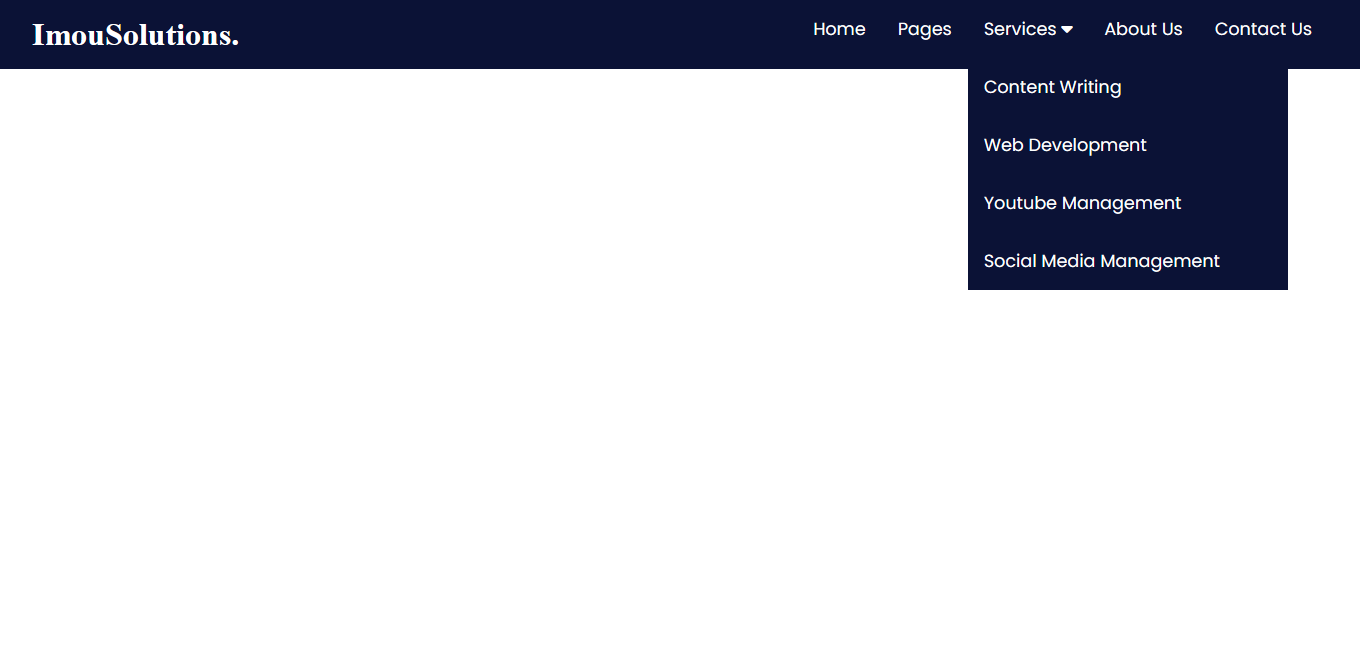 ImouSolutions.
Home Pages Services About Us Contact Us
Content Writing
Web Development
Youtube Management
Social Media Management